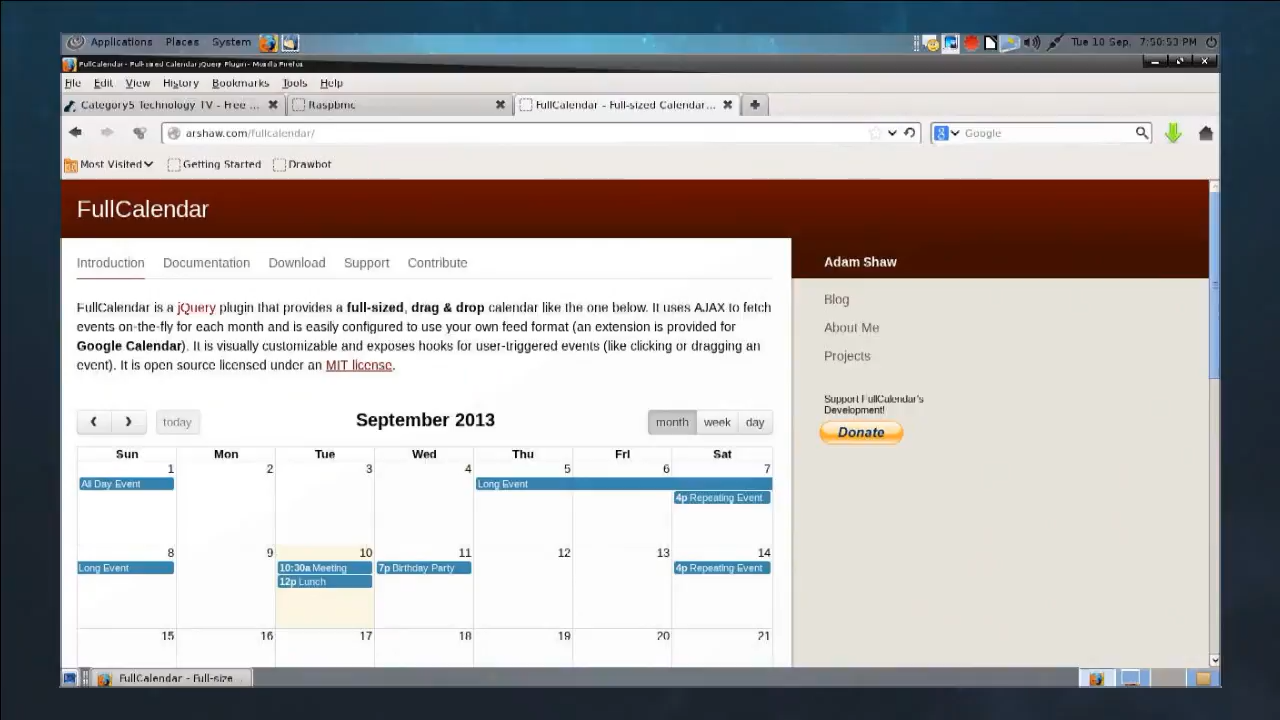 Applications Places System Tue 10 Sep, 7:50:53 PM
FullCalendar - Full-sized Calendar jQuery Plugin - Mozilla Firefox
File Edit View History Bookmarks Tools Help
Category5 Technology TV - Free ... Raspbmc FullCalendar - Full-sized Calendar...
arshaw.com/fullcalendar/ Google
Most Visited Getting Started Drawbot
FullCalendar
Introduction Documentation Download Support Contribute
Adam Shaw
Blog
About Me
Projects
Support FullCalendar's
Development!
Donate
FullCalendar is a jQuery plugin that provides a full-sized, drag & drop calendar like the one below. It uses AJAX to fetch
events on-the-fly for each month and is easily configured to use your own feed format (an extension is provided for
Google Calendar). It is visually customizable and exposes hooks for user-triggered events (like clicking or dragging an
event). It is open source licensed under an MIT license.
today September 2013 month week day
Sun Mon Tue Wed Thu Fri Sat
1 2 3 4 5 6 7
All Day Event Long Event
4p Repeating Event
8 9 10 11 12 13 14
Long Event 10:30a Meeting 7p Birthday Party 4p Repeating Event
12p Lunch
15 16 17 18 19 20 21
FullCalendar - Full-size